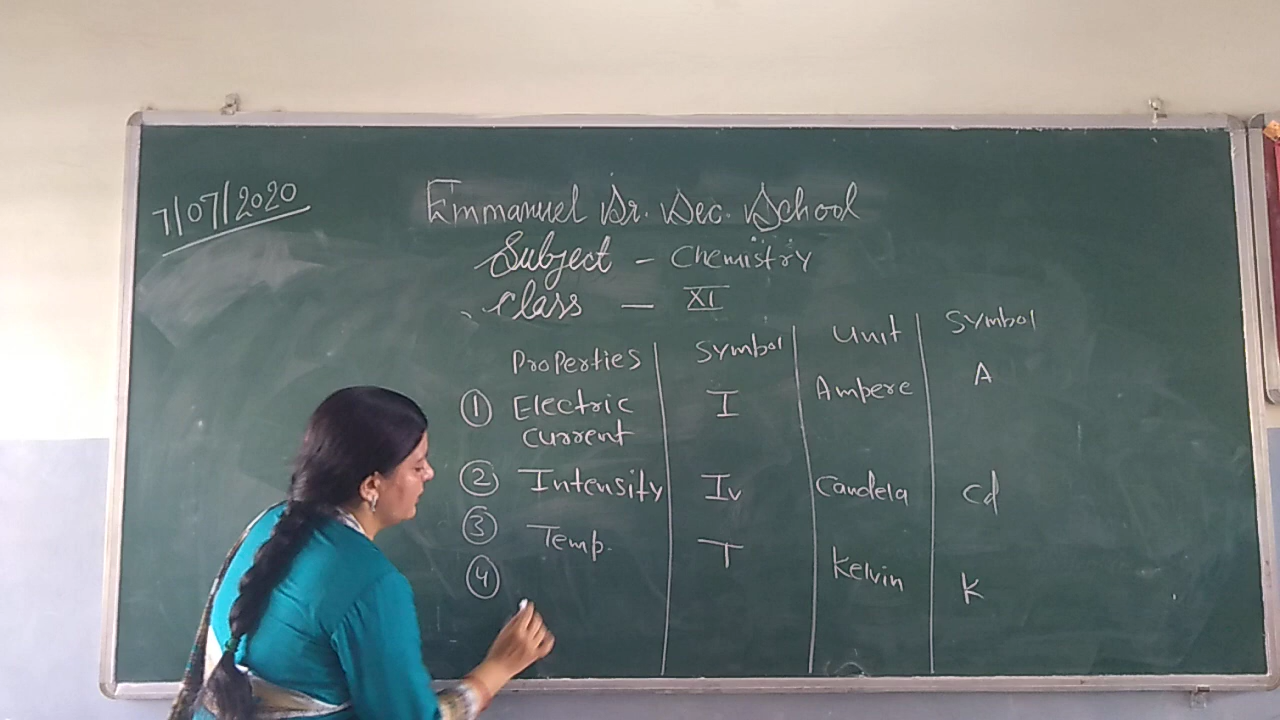 7/07/2020
Emmanuel Sr. Sec. School
Subject - Chemistry
Class - XI
Properties Symbol Unit Symbol
① Electric current I Ampere A
② Intensity Iv Candela Cd
③ Temp. T Kelvin K
④